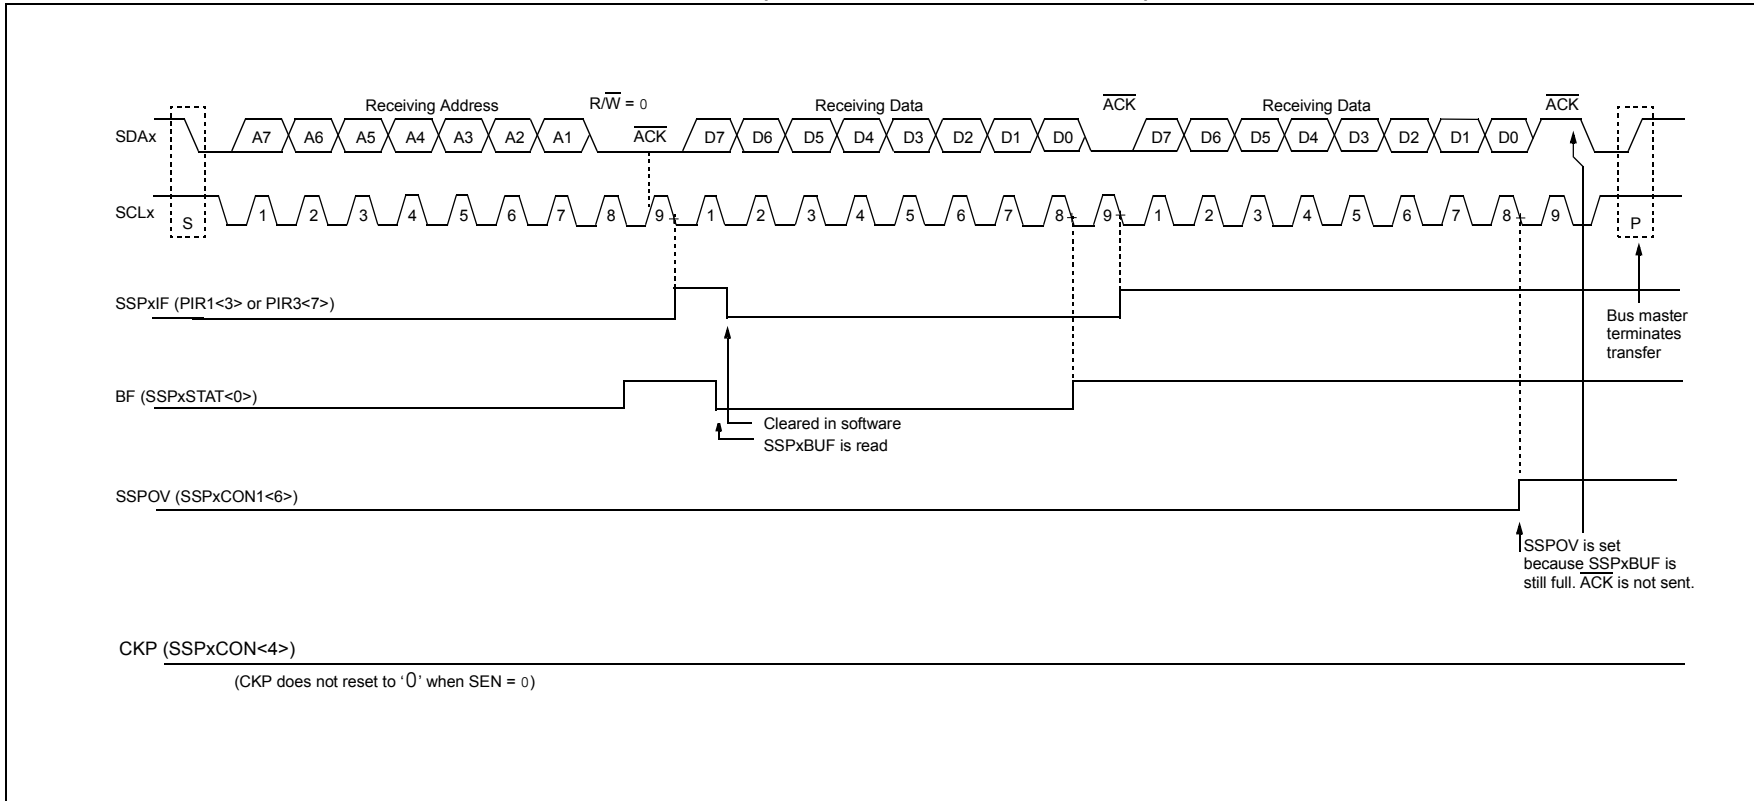 Receiving Address R/W = 0 Receiving Data ACK Receiving Data ACK
SDAx A7 A6 A5 A4 A3 A2 A1 ACK D7 D6 D5 D4 D3 D2 D1 D0 D7 D6 D5 D4 D3 D2 D1 D0
SCLx S 1 2 3 4 5 6 7 8 9 1 2 3 4 5 6 7 8 9 1 2 3 4 5 6 7 8 9 P
SSPxIF (PIR1<3> or PIR3<7>)
Bus master
terminates
transfer
BF (SSPxSTAT<0>)
Cleared in software
SSPxBUF is read
SSPOV (SSPxCON1<6>)
SSPOV is set
because SSPxBUF is
still full. ACK is not sent.
CKP (SSPxCON<4>)
(CKP does not reset to ‘0’ when SEN = 0)